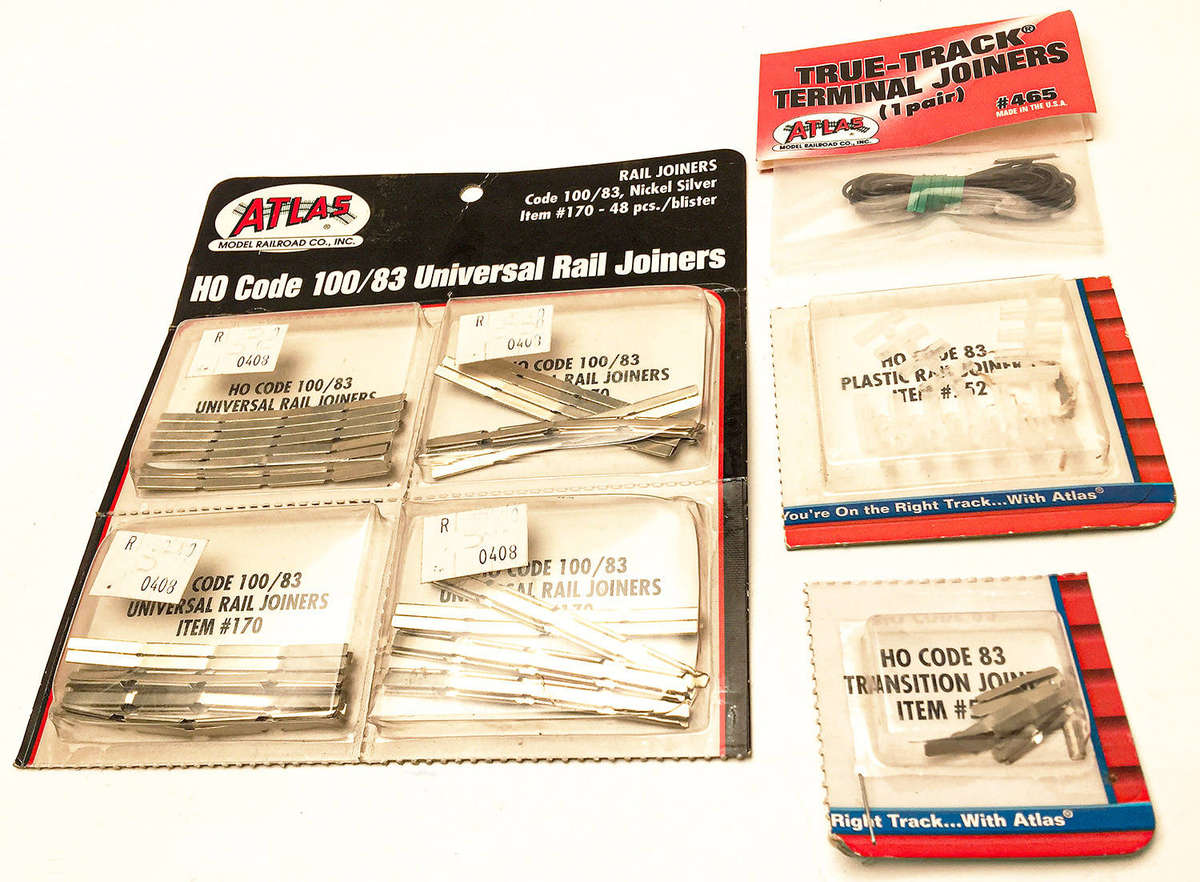 ATLAS®
MODEL RAILROAD CO., INC.
RAIL JOINERS
Code 100/83, Nickel Silver
Item #170 - 48 pcs./blister
HO Code 100/83 Universal Rail Joiners
R
0408
HO CODE 100/83
UNIVERSAL RAIL JOINERS
R
0408
CODE 100/83
RAIL JOINERS
R
0408
CODE 100/83
UNIVERSAL RAIL JOINERS
ITEM #170
R
0408
CODE 100/83
RAIL JOINERS
TRUE-TRACK®
TERMINAL JOINERS
(1 pair)
#465
MADE IN THE U.S.A.
ATLAS
MODEL RAILROAD CO., INC.
HO CODE 83
PLASTIC RAIL
You're On the Right Track...With Atlas®
HO CODE 83
TRANSITION
ITEM
Right Track...With Atlas®